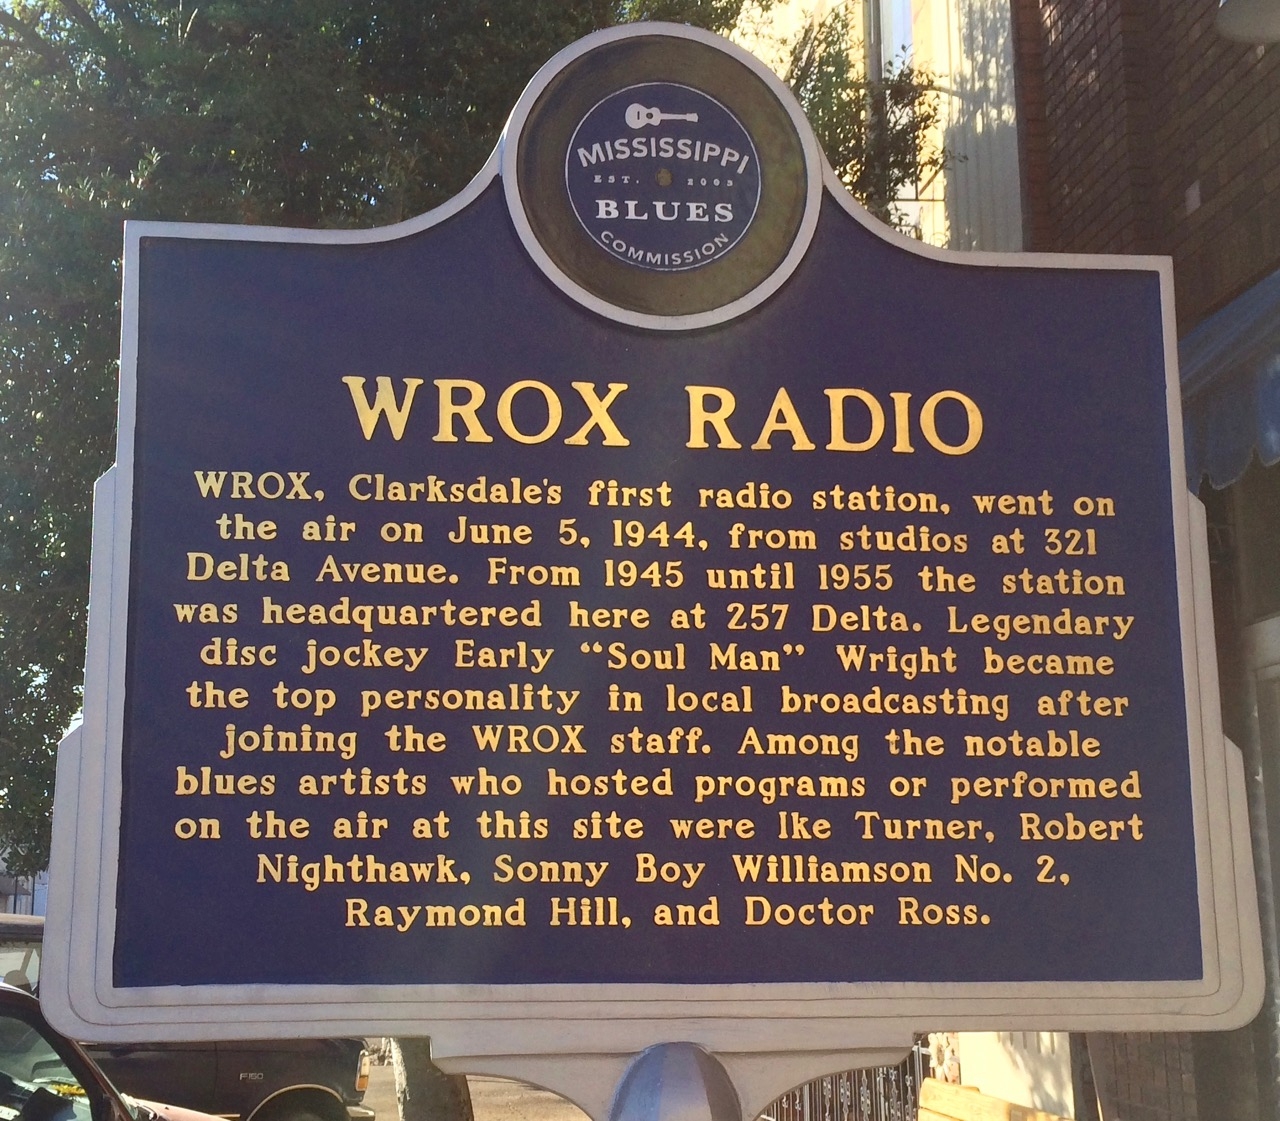 MISSISSIPPI
EST. 2003
BLUES
COMMISSION
WROX RADIO
WROX, Clarksdale's first radio station, went on
the air on June 5, 1944, from studios at 321
Delta Avenue. From 1945 until 1955 the station
was headquartered here at 257 Delta. Legendary
disc jockey Early “Soul Man” Wright became
the top personality in local broadcasting after
joining the WROX staff. Among the notable
blues artists who hosted programs or performed
on the air at this site were Ike Turner, Robert
Nighthawk, Sonny Boy Williamson No. 2,
Raymond Hill, and Doctor Ross.
F150